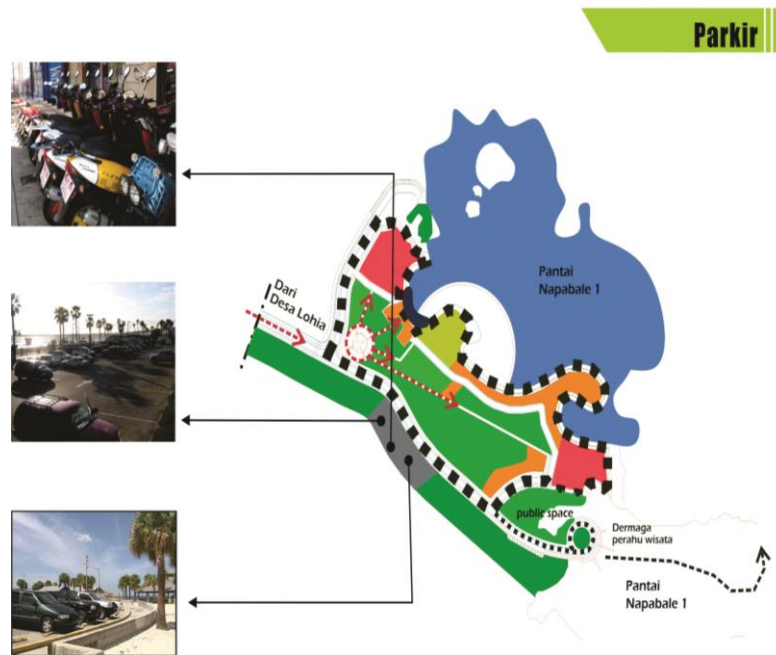 Parkir
Pantai
Napabale 1
Dari
Desa Lohia
public space
Dermaga
perahu wisata
Pantai
Napabale 1